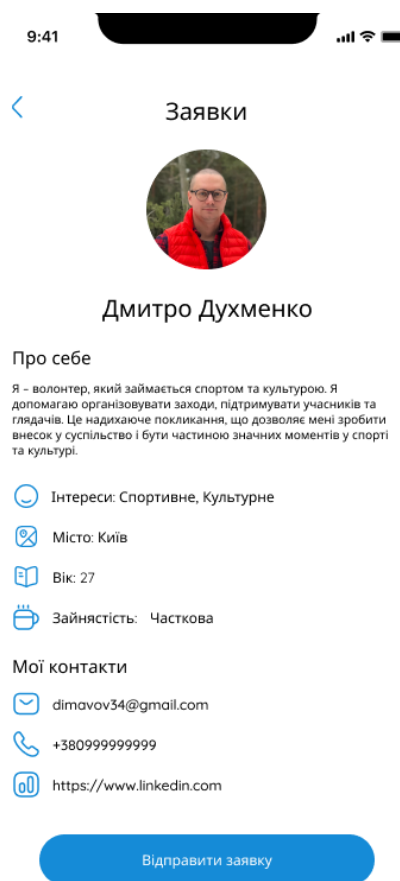 9:41
Заявки
Дмитро Духменко
Про себе
Я – волонтер, який займається спортом та культурою. Я
допомагаю організовувати заходи, підтримувати учасників та
глядачів. Це надихаюче покликання, що дозволяє мені зробити
внесок у суспільство і бути частиною значних моментів у спорті
та культурі.
Інтереси: Спортивне, Культурне
Місто: Київ
Вік: 27
Зайнятість: Часткова
Мої контакти
dimavov34@gmail.com
+380999999999
https://www.linkedin.com
Відправити заявку